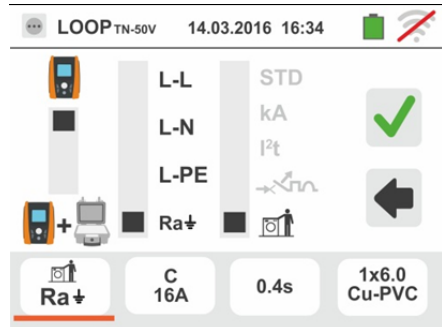 LOOP TN-50V 14.03.2016 16:34
L-L STD
L-N kA
I²t
L-PE
+ Ra⏚
Ra⏚ C 16A 0.4s 1x6.0 Cu-PVC